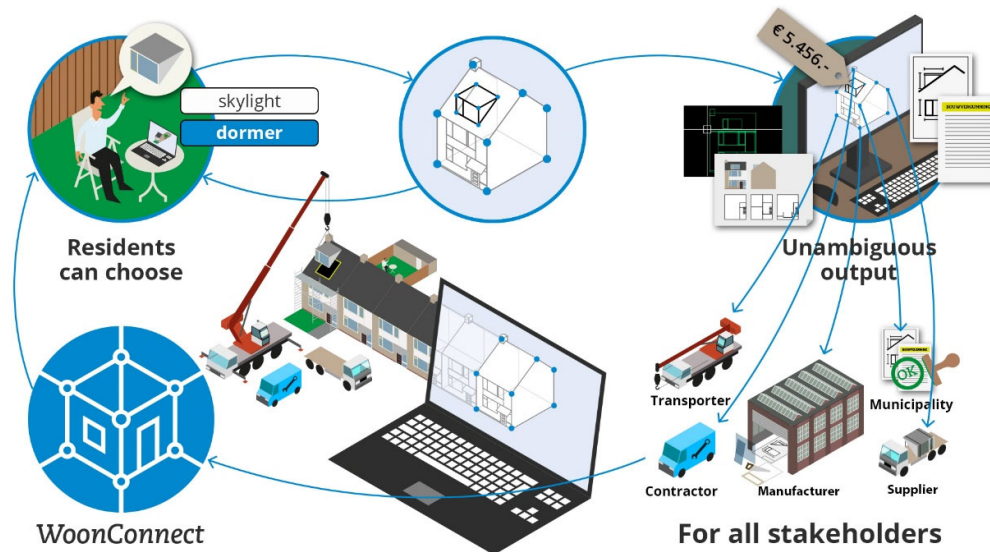 skylight
dormer
Residents
can choose
€ 5.456.-
BOUWVERGUNNING
Unambiguous
output
Transporter
OK
Municipality
Contractor
Manufacturer
Supplier
WoonConnect
For all stakeholders